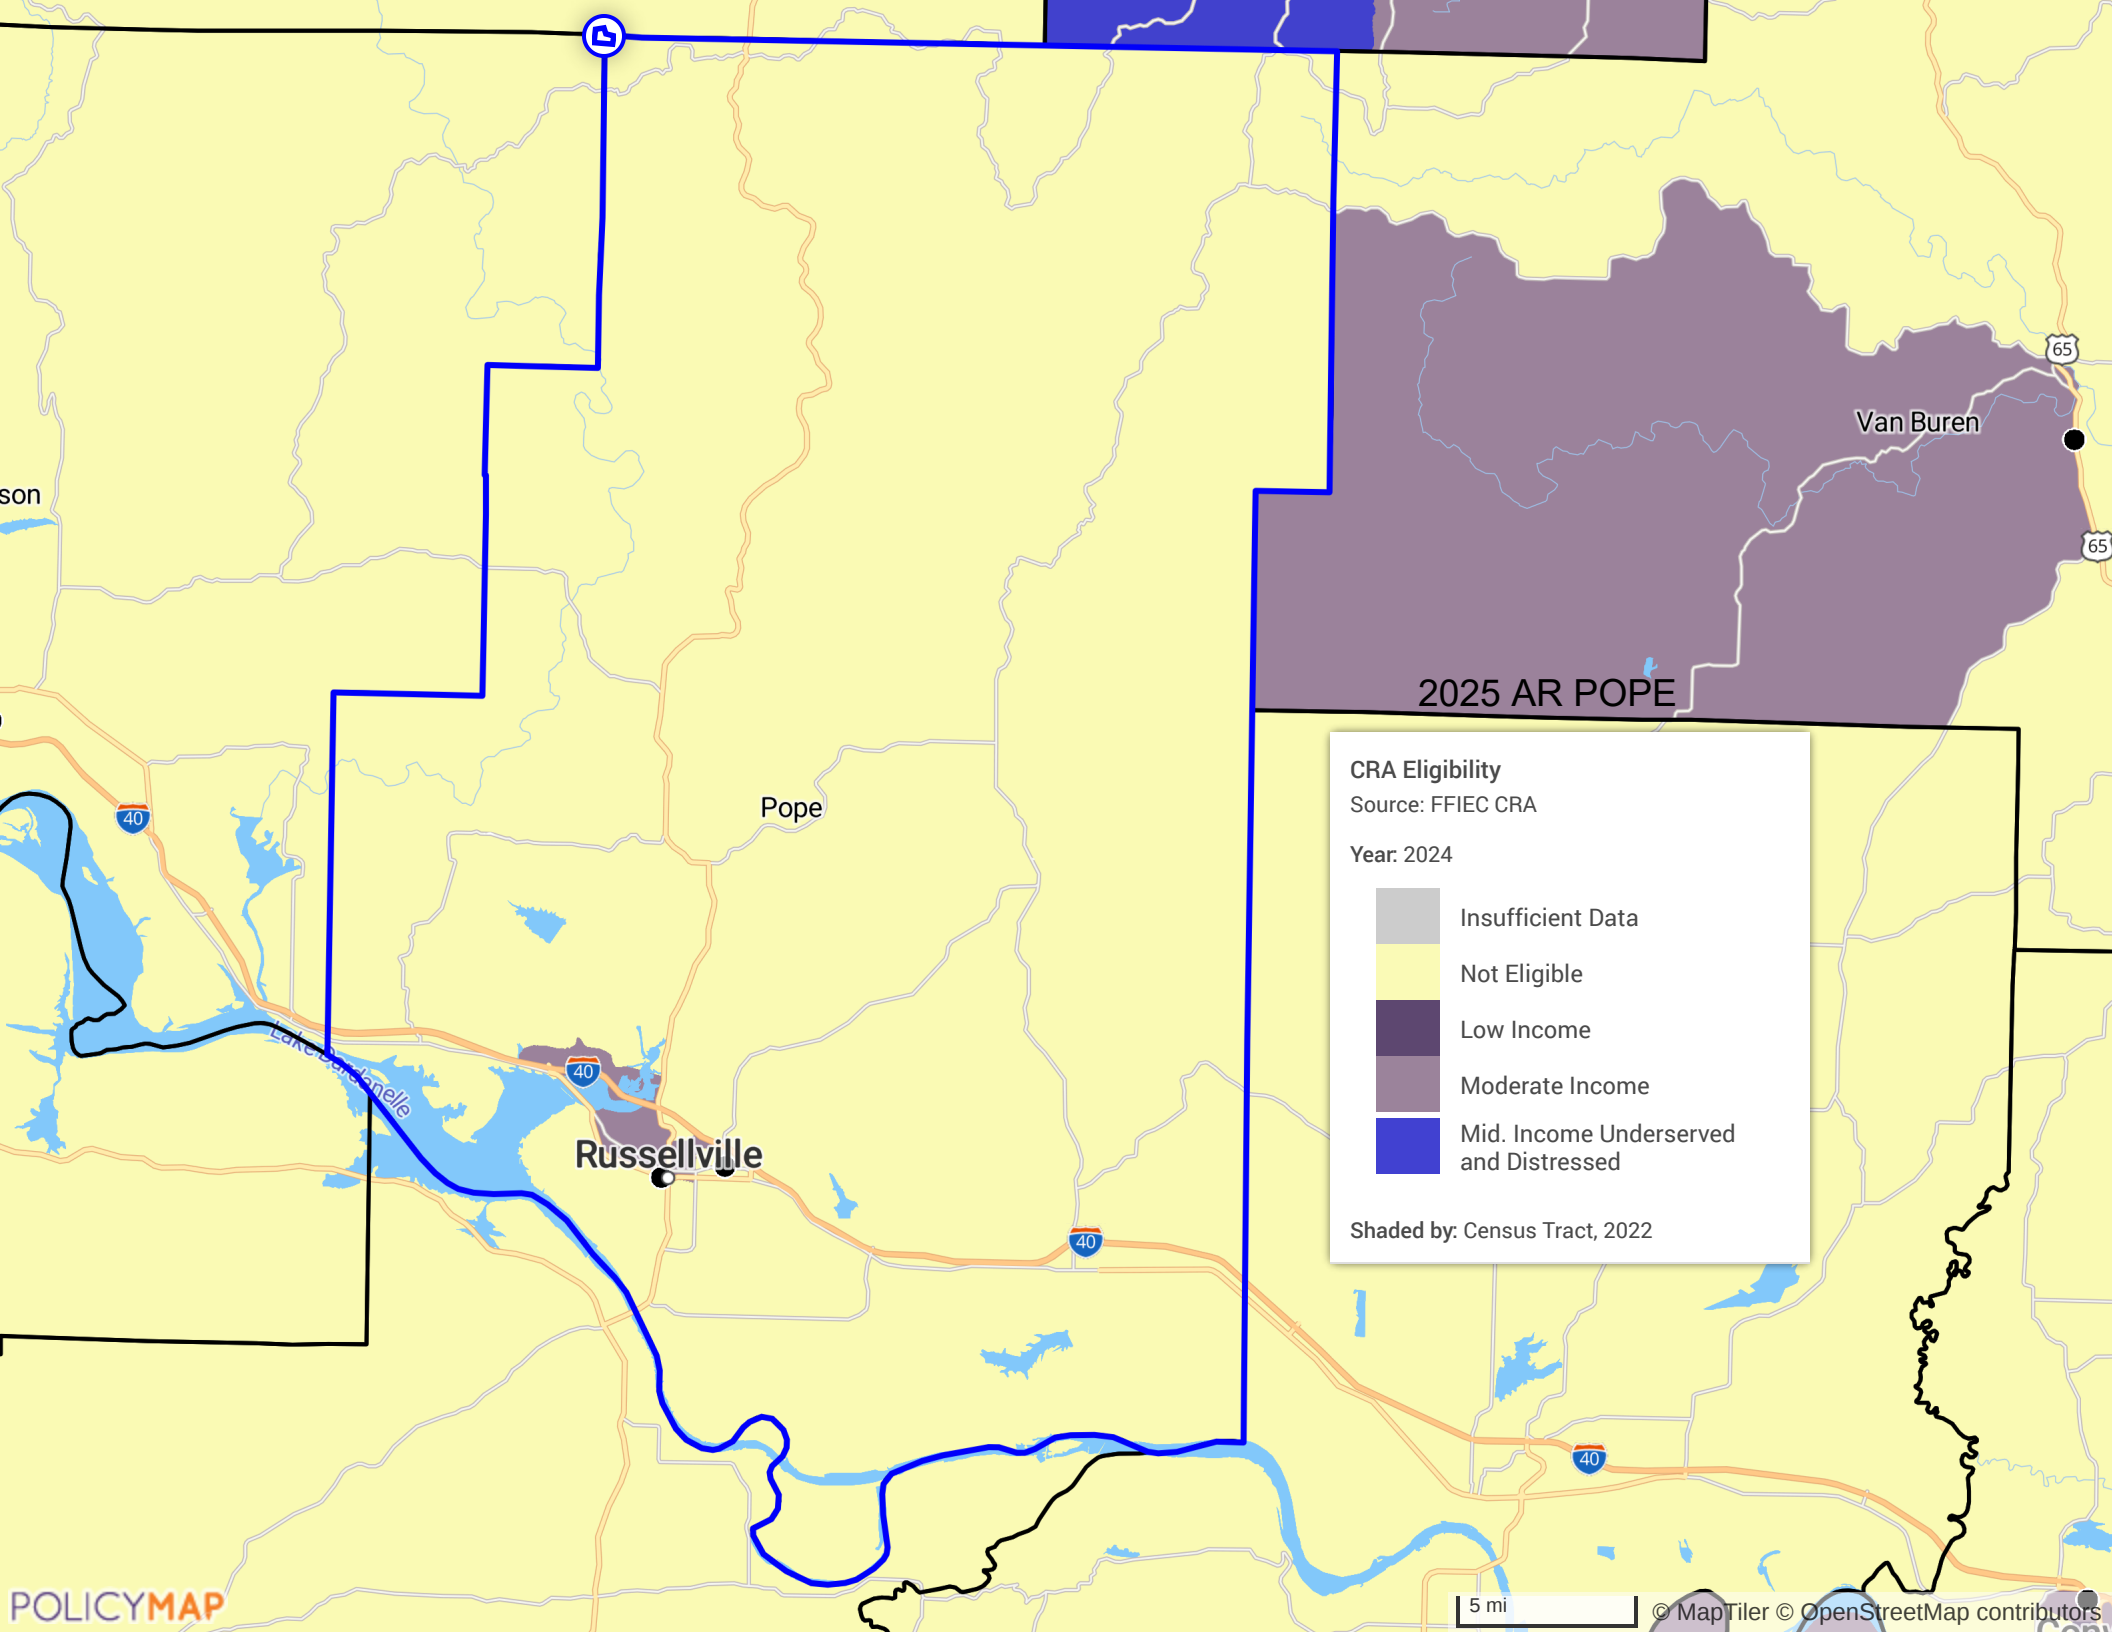 65
Van Buren
son
65
2025 AR POPE
CRA Eligibility
Source: FFIEC CRA
Year: 2024
Insufficient Data
Not Eligible
Low Income
Moderate Income
Mid. Income Underserved
and Distressed
Shaded by: Census Tract, 2022
Pope
40
Lake Dardanelle
40
Russellville
40
40
POLICYMAP
5 mi
© MapTiler © OpenStreetMap contributors